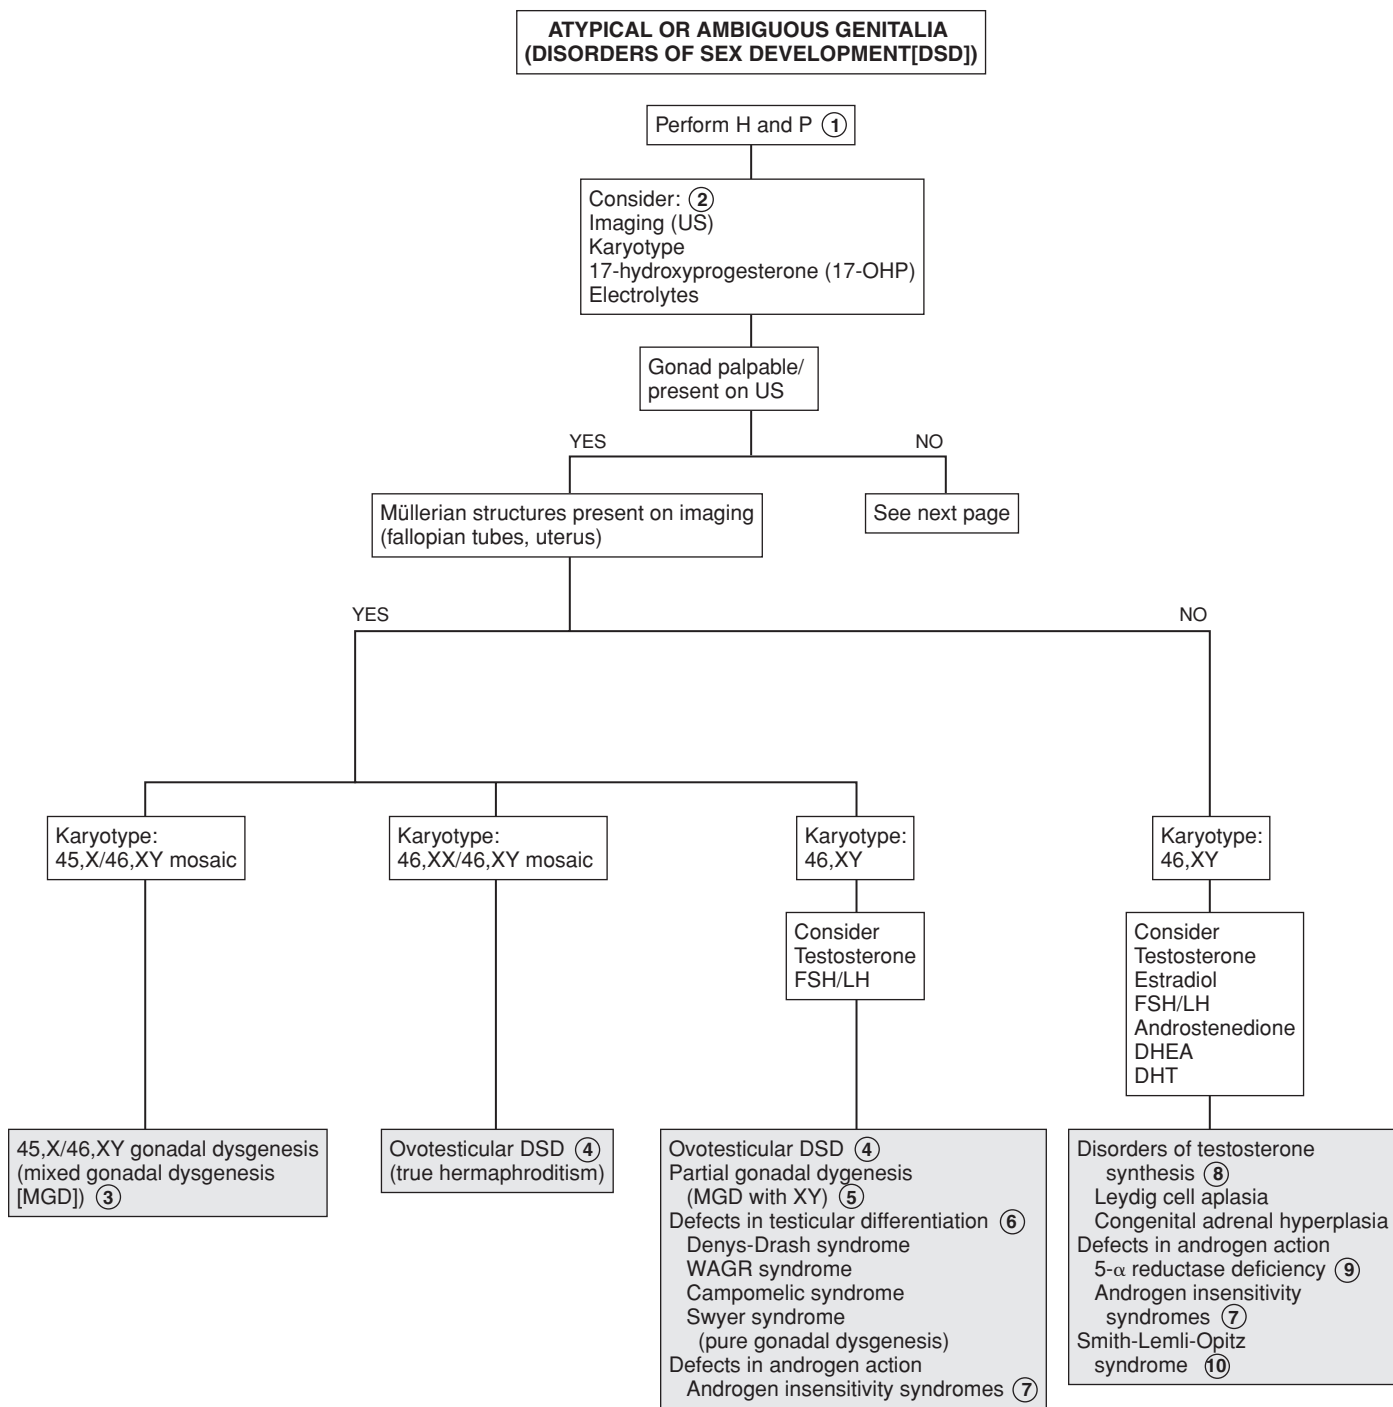 ATYPICAL OR AMBIGUOUS GENITALIA
(DISORDERS OF SEX DEVELOPMENT[DSD])
Perform H and P ①
Consider: ②
Imaging (US)
Karyotype
17-hydroxyprogesterone (17-OHP)
Electrolytes
Gonad palpable/
present on US
YES
NO
Müllerian structures present on imaging
(fallopian tubes, uterus)
See next page
YES
NO
Karyotype:
45,X/46,XY mosaic
Karyotype:
46,XX/46,XY mosaic
Karyotype:
46,XY
Karyotype:
46,XY
Consider
Testosterone
FSH/LH
Consider
Testosterone
Estradiol
FSH/LH
Androstenedione
DHEA
DHT
45,X/46,XY gonadal dysgenesis
(mixed gonadal dysgenesis
[MGD]) ③
Ovotesticular DSD ④
(true hermaphroditism)
Ovotesticular DSD ④
Partial gonadal dygenesis
(MGD with XY) ⑤
Defects in testicular differentiation ⑥
Denys-Drash syndrome
WAGR syndrome
Campomelic syndrome
Swyer syndrome
(pure gonadal dysgenesis)
Defects in androgen action
Androgen insensitivity syndromes ⑦
Disorders of testosterone
synthesis ⑧
Leydig cell aplasia
Congenital adrenal hyperplasia
Defects in androgen action
5-α reductase deficiency ⑨
Androgen insensitivity
syndromes ⑦
Smith-Lemli-Opitz
syndrome ⑩